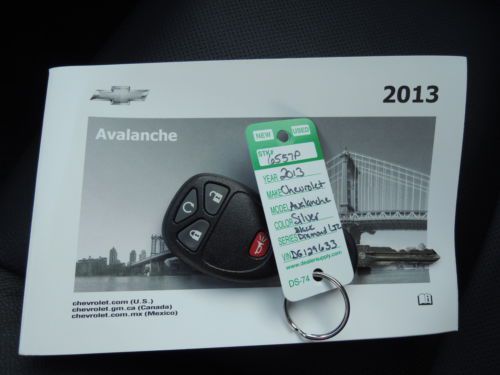 2013
Avalanche
NEW USED
STK# 6557P
YEAR 2013
MAKE Chevrolet
MODEL Avalanche
COLOR Silver
SERIES Black Diamond LTZ
VIN DG129633
www.dealersupply.com
DS-74
chevrolet.com (U.S.)
chevrolet.gm.ca (Canada)
chevrolet.com.mx (Mexico)